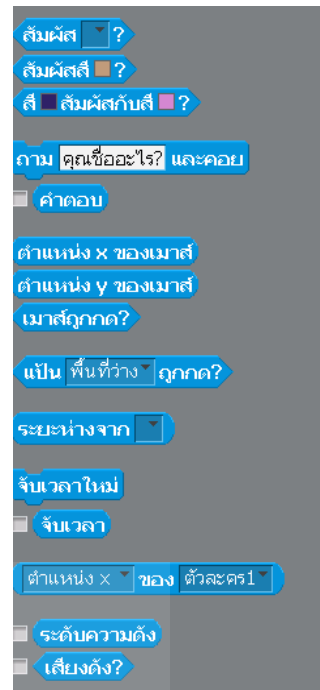 สัมผัส ?
สัมผัสสี ?
สี สัมผัสกับสี ?
ถาม คุณชื่ออะไร? และคอย
คำตอบ
ตำแหน่ง x ของเมาส์
ตำแหน่ง y ของเมาส์
เมาส์ถูกกด?
แป้น พื้นที่ว่าง ถูกกด?
ระยะห่างจาก
จับเวลาใหม่
จับเวลา
ตำแหน่ง x ของ ตัวละคร1
ระดับความดัง
เสียงดัง?